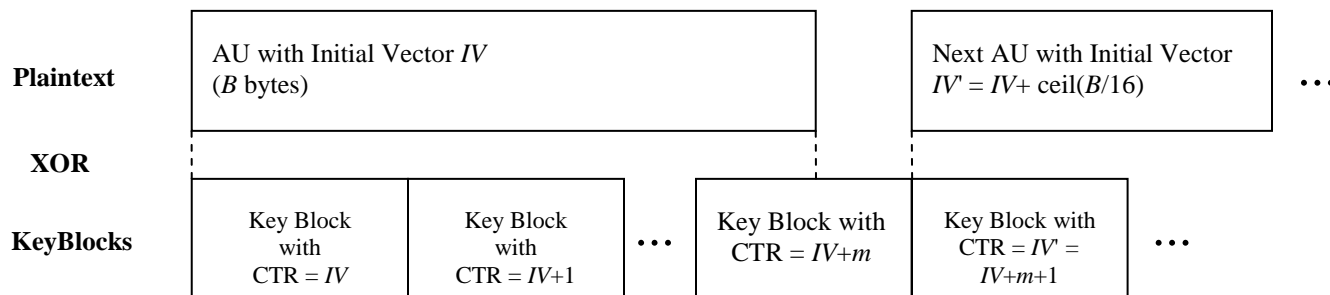 AU with Initial Vector IV
(B bytes)
Next AU with Initial Vector
IV' = IV+ ceil(B/16)
Plaintext
...
XOR
KeyBlocks
Key Block
with
CTR = IV
Key Block
with
CTR = IV+1
...
Key Block with
CTR = IV+m
Key Block with
CTR = IV' =
IV+m+1
...